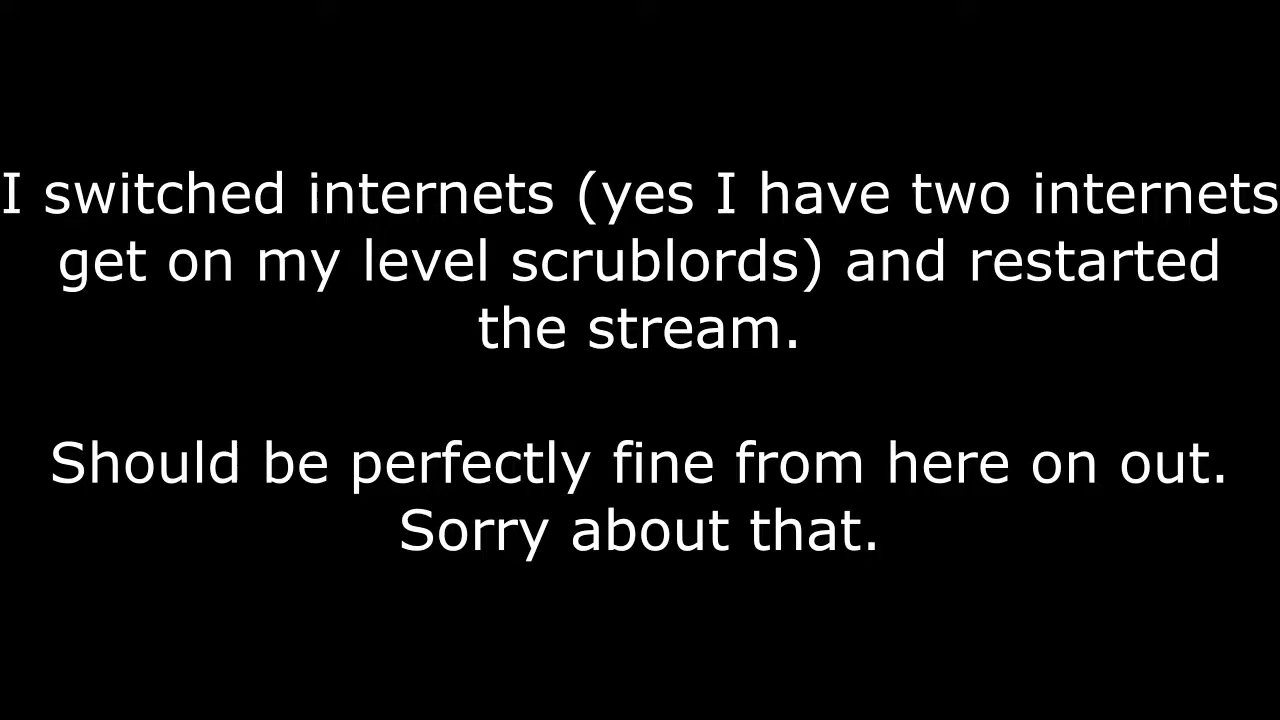 I switched internets (yes I have two internets
get on my level scrublords) and restarted
the stream.
Should be perfectly fine from here on out.
Sorry about that.